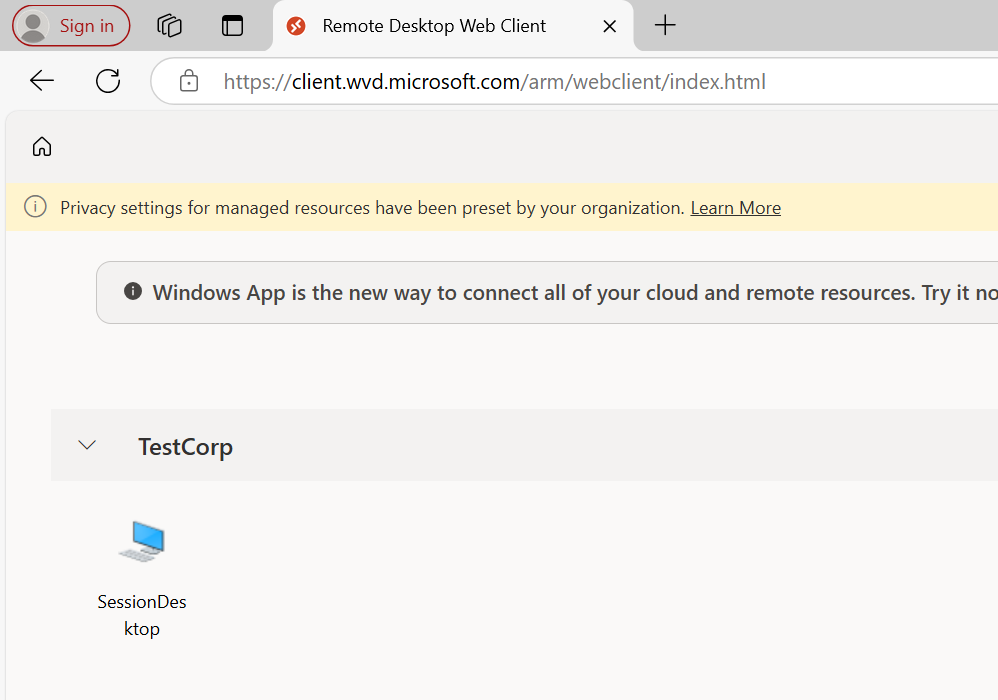 Sign in
Remote Desktop Web Client
https://client.wvd.microsoft.com/arm/webclient/index.html
Privacy settings for managed resources have been preset by your organization. Learn More
Windows App is the new way to connect all of your cloud and remote resources. Try it no
TestCorp
SessionDes
ktop